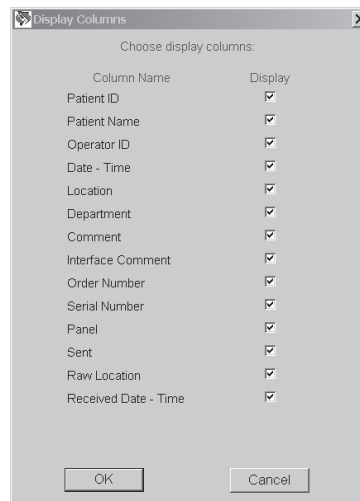 Display Columns
Choose display columns:
Column Name Display
Patient ID
Patient Name
Operator ID
Date - Time
Location
Department
Comment
Interface Comment
Order Number
Serial Number
Panel
Sent
Raw Location
Received Date - Time
OK Cancel